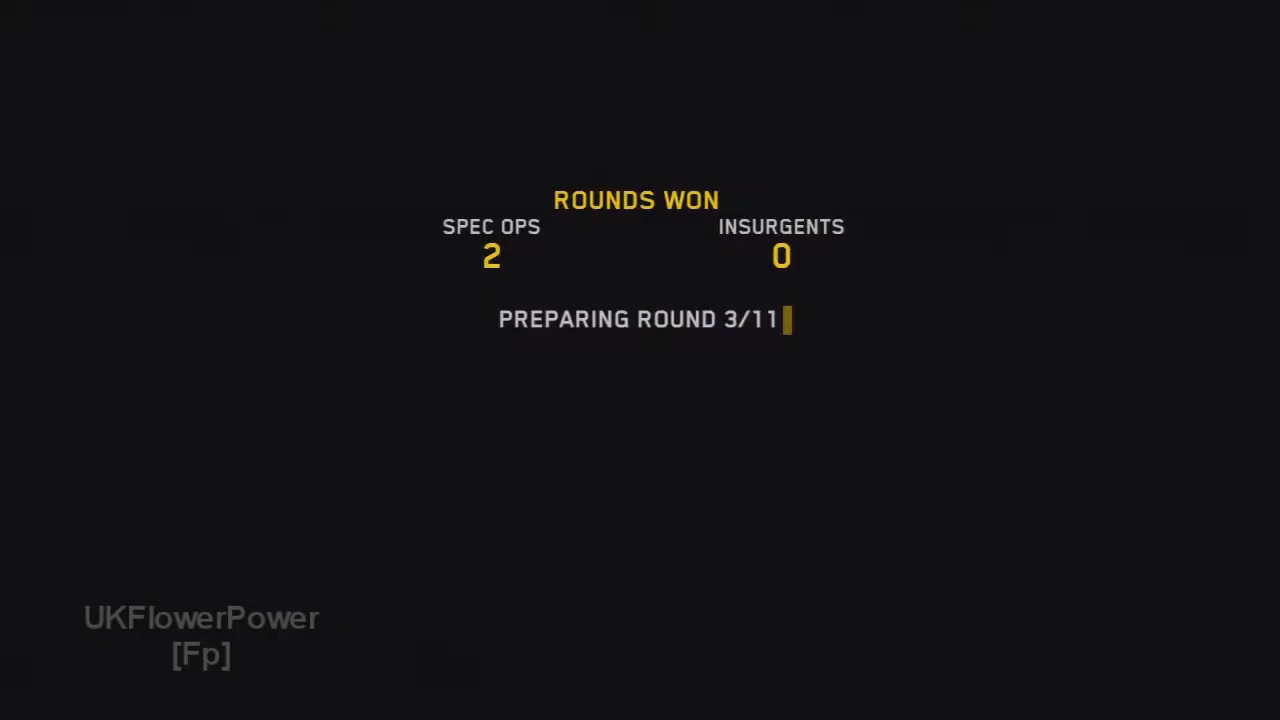 ROUNDS WON
SPEC OPS INSURGENTS
2 0
PREPARING ROUND 3/11
UKFlowerPower
[Fp]